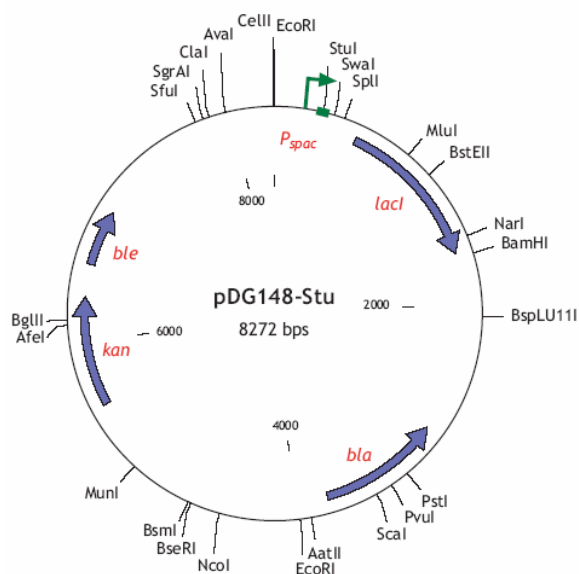 CelII
EcoRI
AvaI
ClaI
SgrAI
SfuI
StuI
SwaI
SplI
Pspac
MluI
BstEII
lacI
8000
NarI
BamHI
ble
pDG148-Stu
8272 bps
2000
BspLU11I
BglII
AfeI
6000
kan
4000
bla
MunI
PstI
PvuI
ScaI
BsmI
BseRI
NcoI
AatII
EcoRI